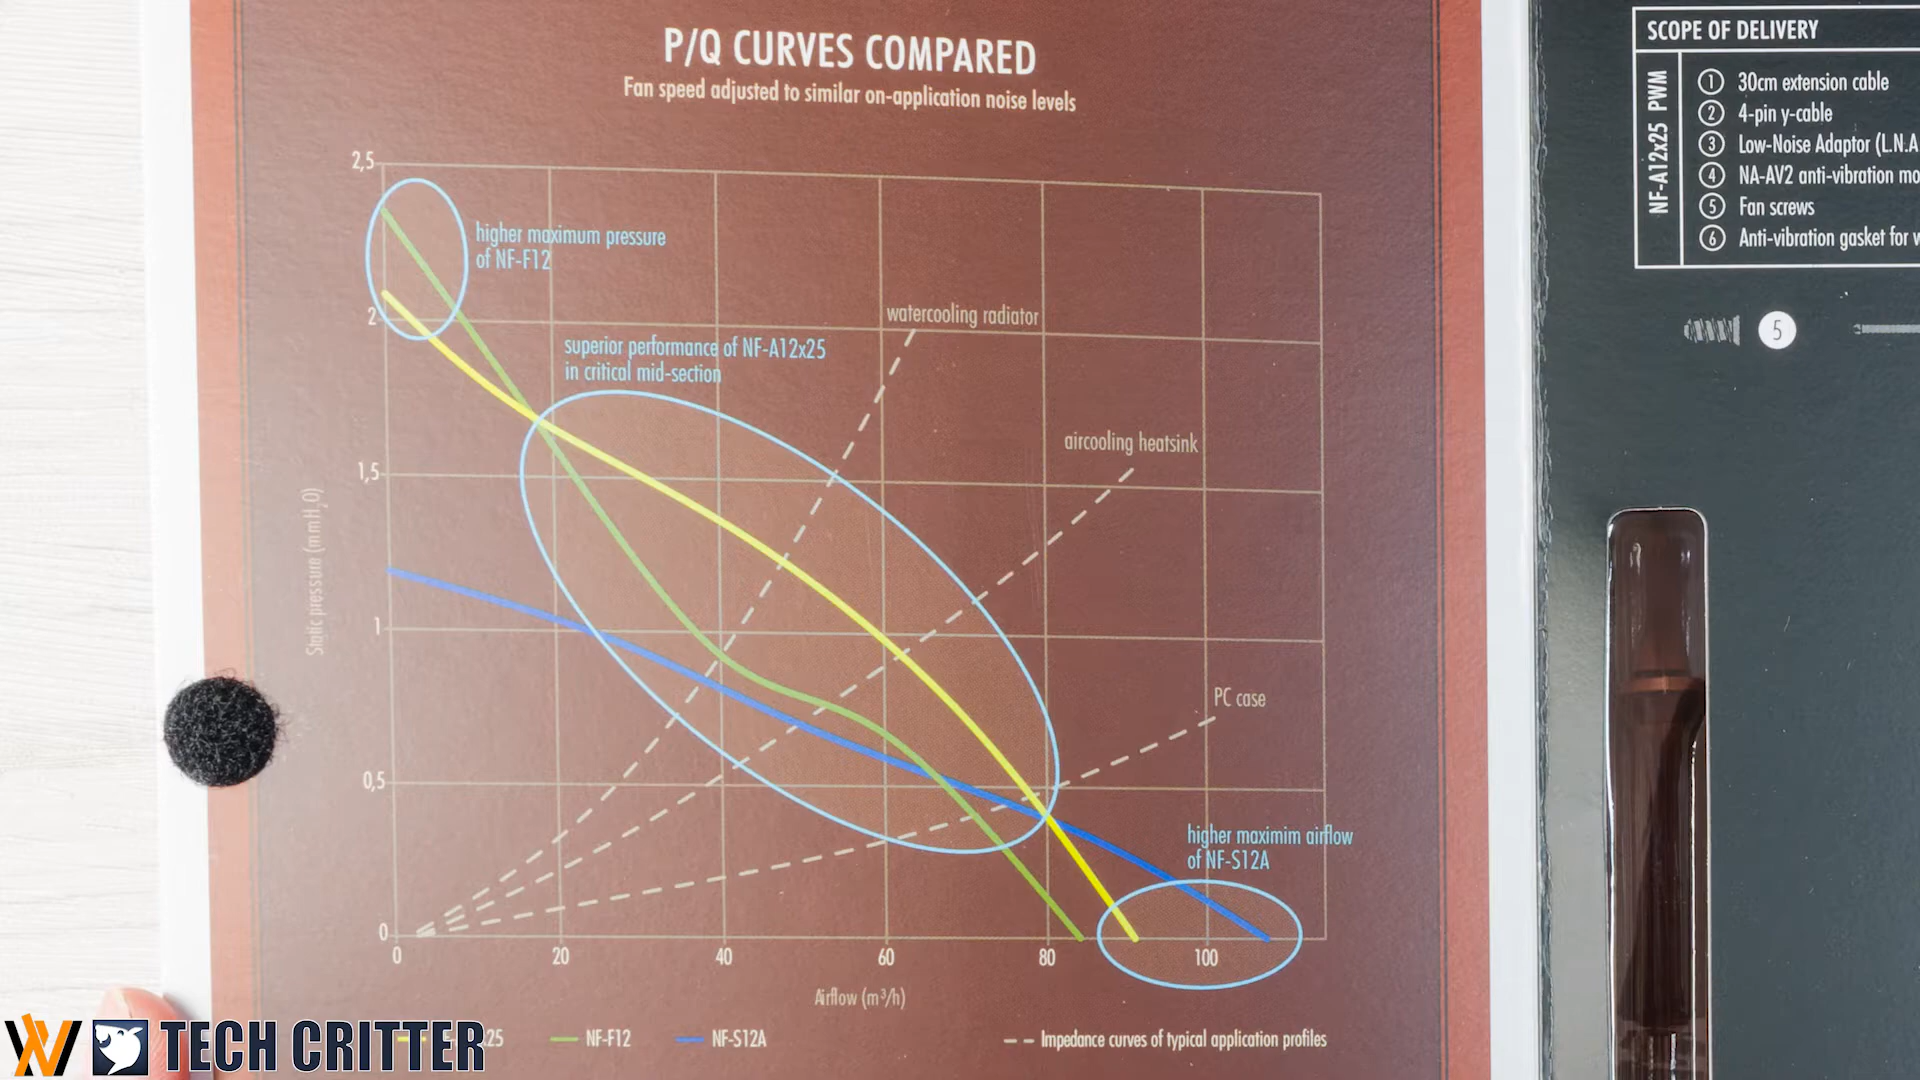 P/Q CURVES COMPARED
Fan speed adjusted to similar on-application noise levels
2,5
2
1,5
1
0,5
0
Static pressure (mmH₂O)
higher maximum pressure
of NF-F12
superior performance of NF-A12x25
in critical mid-section
watercooling radiator
aircooling heatsink
PC case
higher maximim airflow
of NF-S12A
0 20 40 60 80 100
Airflow (m³/h)
25 NF-F12 NF-S12A Impedance curves of typical application profiles
SCOPE OF DELIVERY
NF-A12x25 PWM
1 30cm extension cable
2 4-pin y-cable
3 Low-Noise Adaptor (L.N.A
4 NA-AV2 anti-vibration mo
5 Fan screws
6 Anti-vibration gasket for w
5
TECH CRITTER